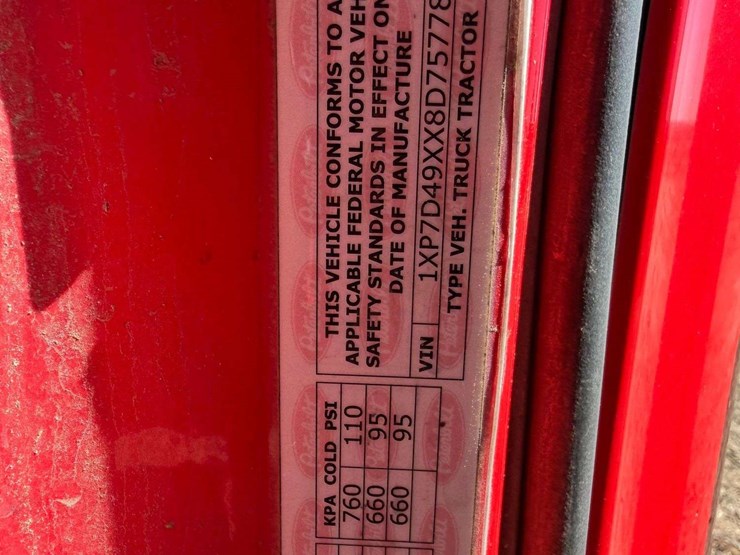 THIS VEHICLE CONFORMS TO A
APPLICABLE FEDERAL MOTOR VEH
SAFETY STANDARDS IN EFFECT ON
DATE OF MANUFACTURE
VIN 1XP7D49XX8D75778
TYPE VEH. TRUCK TRACTOR
KPA COLD PSI
760 110
660 95
660 95